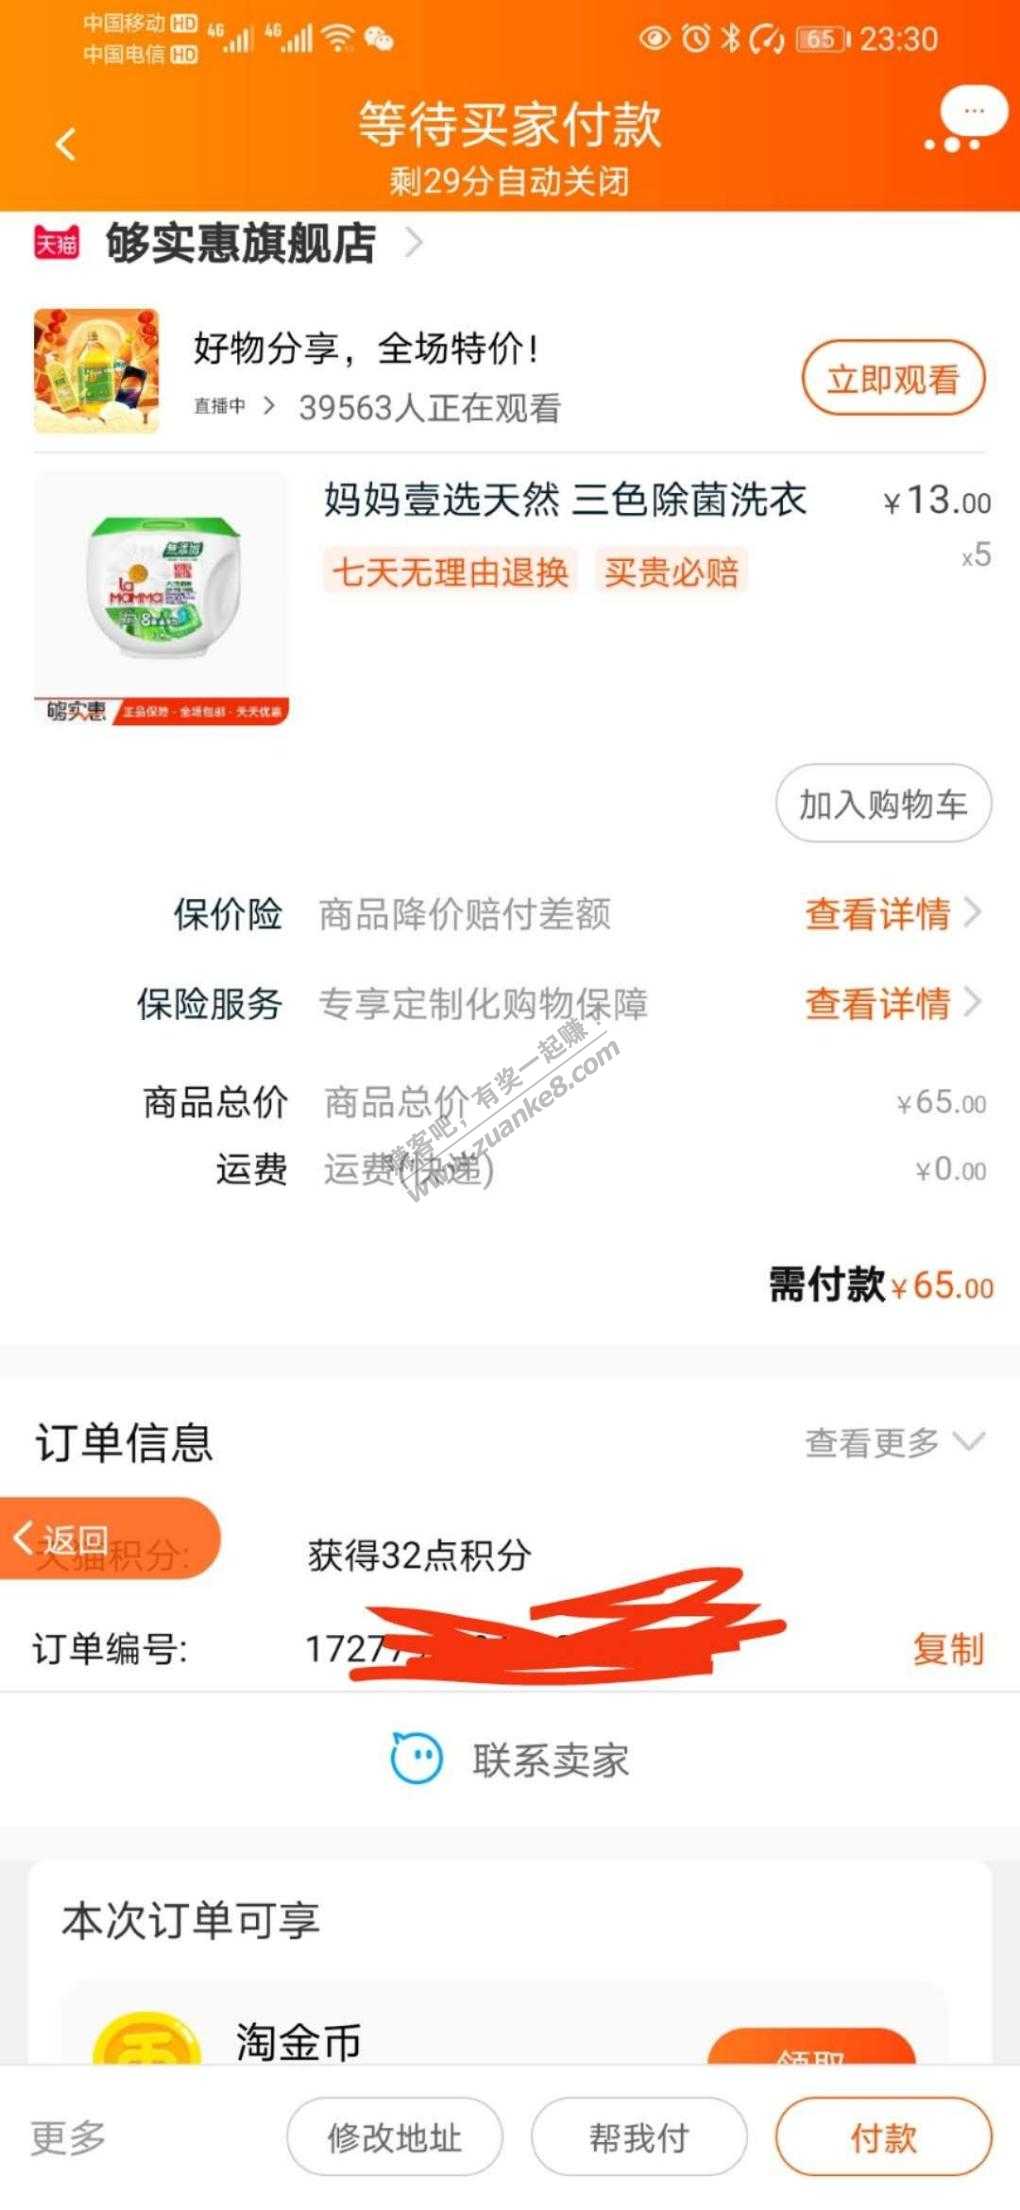 中国移动 HD 4G 4G 65 23:30
中国电信 HD
等待买家付款
剩29分自动关闭
天猫 够实惠旗舰店
好物分享，全场特价！
直播中 39563人正在观看
立即观看
妈妈壹选天然 三色除菌洗衣 ￥13.00
七天无理由退换 买贵必赔 x5
無添加
la
MAMMA
8
够实惠 正品保险·全场包邮·天天优惠
加入购物车
保价险 商品降价赔付差额 查看详情
保险服务 专享定制化购物保障 查看详情
商品总价 商品总价 ￥65.00
运费 运费(快递) ￥0.00
赚客吧，有奖一起赚！
www.zuanke8.com
需付款￥65.00
订单信息 查看更多
返回
天猫积分: 获得32点积分
订单编号: 1727 复制
联系卖家
本次订单可享
淘金币
领取
更多 修改地址 帮我付 付款